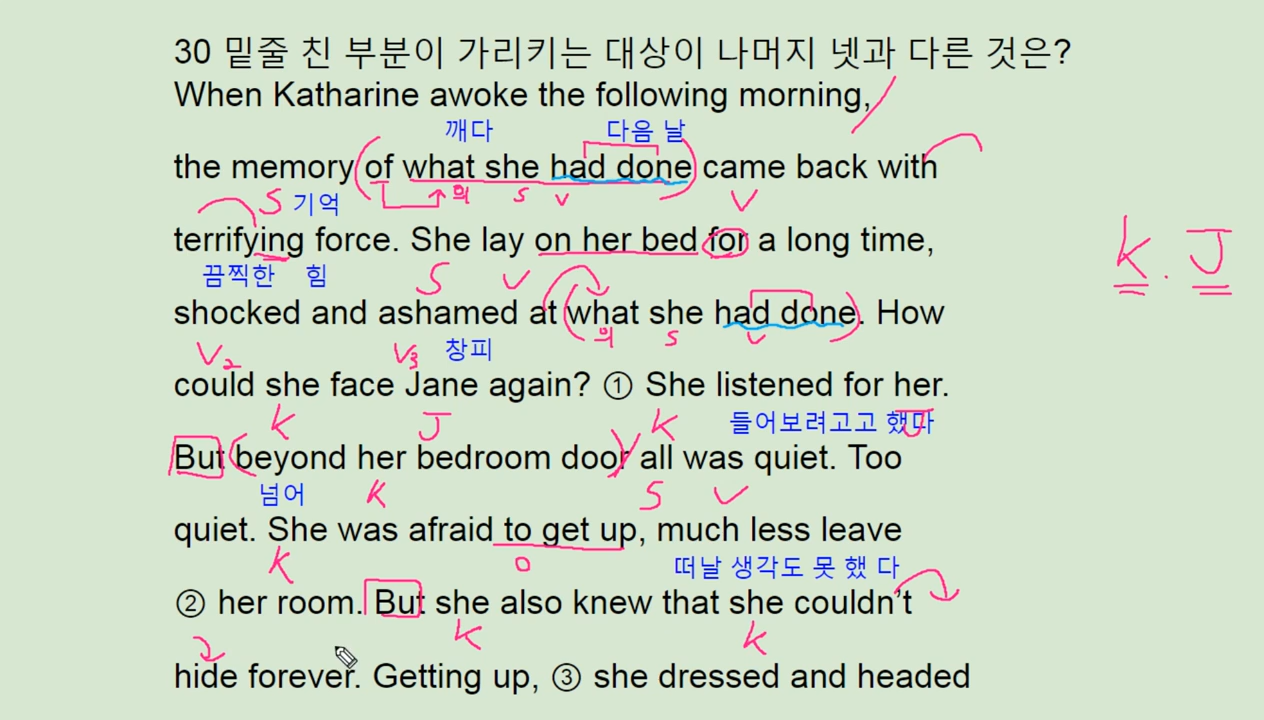 30 밑줄 친 부분이 가리키는 대상이 나머지 넷과 다른 것은?
When Katharine awoke the following morning,
깨다 다음 날
the memory of what she had done came back with
S 기억 의 S V V
terrifying force. She lay on her bed for a long time,
끔찍한 힘 S V
K. J
shocked and ashamed at what she had done. How
V2 V3 창피 의 S V
could she face Jane again? ① She listened for her.
K J K 들어보려고고 했다 J
But beyond her bedroom door all was quiet. Too
넘어 K S V
quiet. She was afraid to get up, much less leave
K O 떠날 생각도 못 했 다
② her room. But she also knew that she couldn't
K K
hide forever. Getting up, ③ she dressed and headed